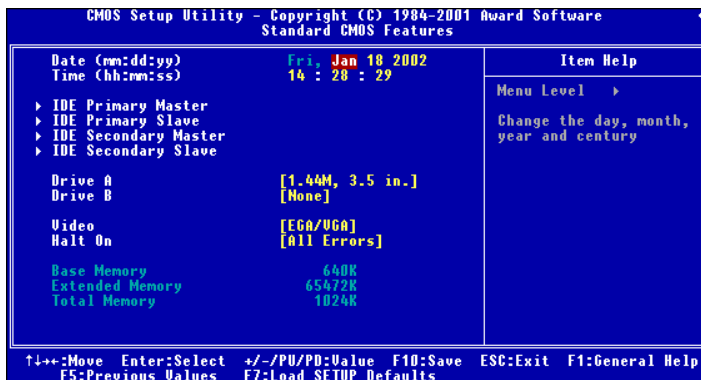 CMOS Setup Utility - Copyright (C) 1984-2001 Award Software
Standard CMOS Features
Date (mm:dd:yy) Fri, Jan 18 2002
Time (hh:mm:ss) 14 : 28 : 29
IDE Primary Master
IDE Primary Slave
IDE Secondary Master
IDE Secondary Slave
Drive A [1.44M, 3.5 in.]
Drive B [None]
Video [EGA/VGA]
Halt On [All Errors]
Base Memory 640K
Extended Memory 65472K
Total Memory 1024K
Item Help
Menu Level ▸
Change the day, month,
year and century
↑↓→←:Move Enter:Select +/-/PU/PD:Value F10:Save ESC:Exit F1:General Help
F5:Previous Values F7:Load SETUP Defaults